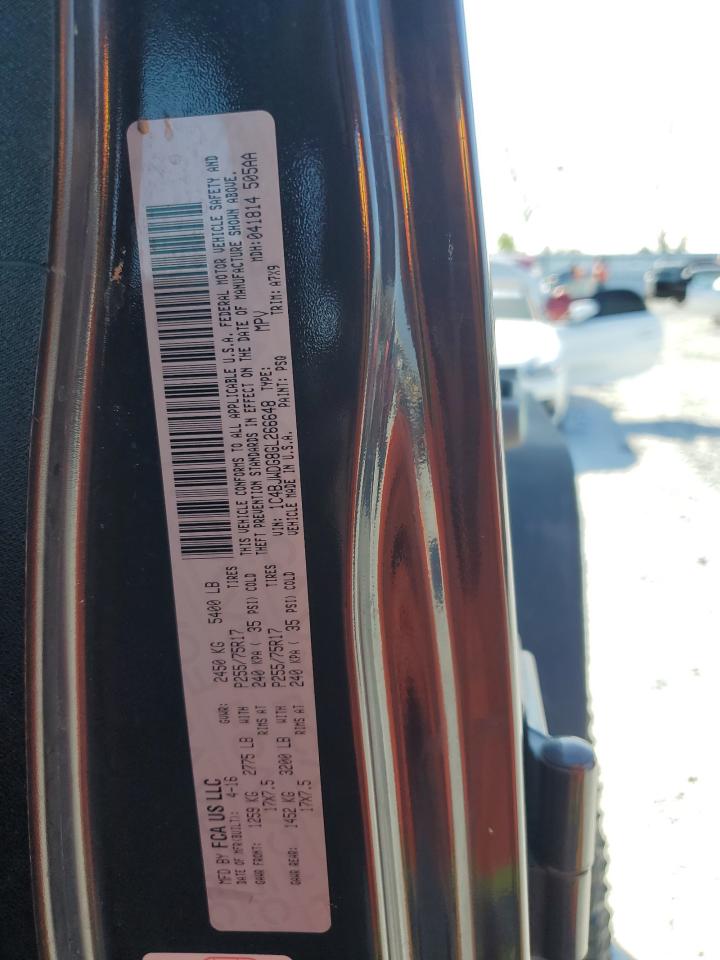 MFD BY FCA US LLC
DATE OF MFR(BUILT): 4-16 GVWR: 2450 KG 5400 LB
GAWR FRONT: 1259 KG 2775 LB WITH P255/75R17 TIRES
17X7.5 RIMS AT 240 KPA ( 35 PSI) COLD
GAWR REAR: 1452 KG 3200 LB WITH P255/75R17 TIRES
17X7.5 RIMS AT 240 KPA ( 35 PSI) COLD
THIS VEHICLE CONFORMS TO ALL APPLICABLE U.S.A. FEDERAL MOTOR VEHICLE SAFETY AND
THEFT PREVENTION STANDARDS IN EFFECT ON THE DATE OF MANUFACTURE SHOWN ABOVE.
VIN: 1C4BJWDG8GL266648 TYPE: MPV MDH:041814 505AA
VEHICLE MADE IN U.S.A. PAINT: PSQ TRIM: A7X9